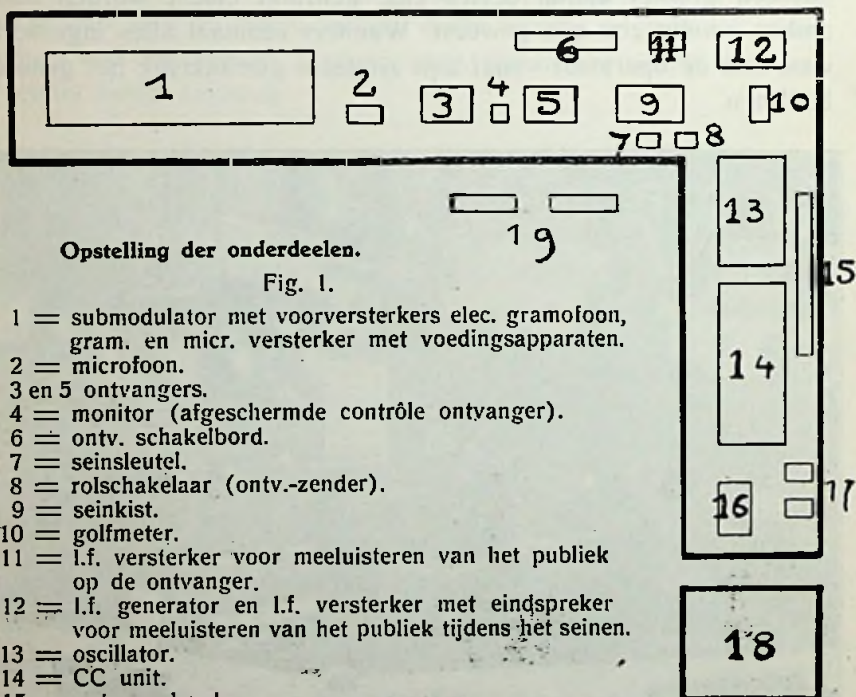 1
2
3
4
5
6
7
8
9
10
11
12
13
14
15
16
17
18
19
Opstelling der onderdeelen.
Fig. 1.
1 = submodulator met voorversterkers elec. gramofoon,
gram. en micr. versterker met voedingsapparaten.
2 = microfoon.
3 en 5 ontvangers.
4 = monitor (afgeschermde contrôle ontvanger).
6 = ontv. schakelbord.
7 = seinsleutel.
8 = rolschakelaar (ontv.-zender).
9 = seinkist.
10 = golfmeter.
11 = l.f. versterker voor meeluisteren van het publiek
op de ontvanger.
12 = l.f. generator en l.f. versterker met eindspreker
voor meeluisteren van het publiek tijdens het seinen.
13 = oscillator.
14 = CC unit.